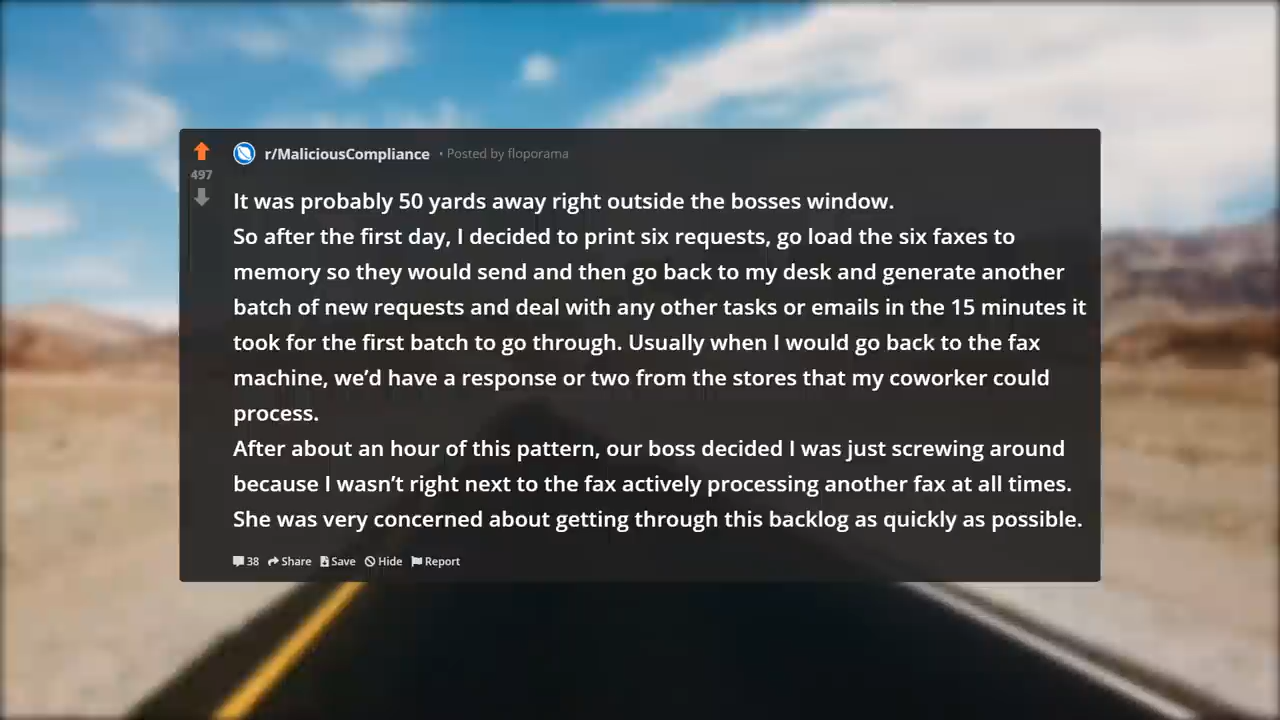 r/MaliciousCompliance • Posted by floporama
497
It was probably 50 yards away right outside the bosses window.
So after the first day, I decided to print six requests, go load the six faxes to
memory so they would send and then go back to my desk and generate another
batch of new requests and deal with any other tasks or emails in the 15 minutes it
took for the first batch to go through. Usually when I would go back to the fax
machine, we’d have a response or two from the stores that my coworker could
process.
After about an hour of this pattern, our boss decided I was just screwing around
because I wasn’t right next to the fax actively processing another fax at all times.
She was very concerned about getting through this backlog as quickly as possible.
38 Share Save Hide Report